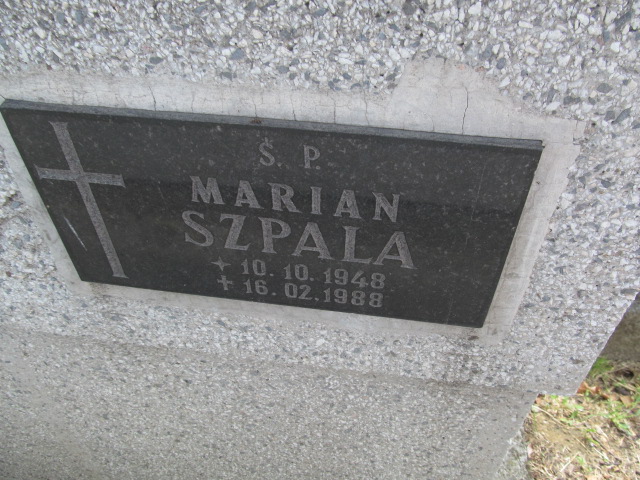 Ś. P.
MARIAN
SZPALA
✦ 10. 10. 1948
+ 16. 02. 1988